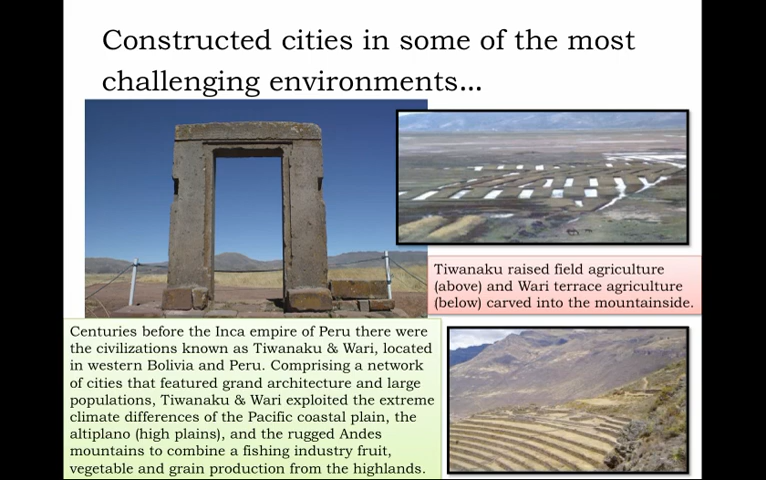 Constructed cities in some of the most
challenging environments...
Tiwanaku raised field agriculture
(above) and Wari terrace agriculture
(below) carved into the mountainside.
Centuries before the Inca empire of Peru there were
the civilizations known as Tiwanaku & Wari, located
in western Bolivia and Peru. Comprising a network
of cities that featured grand architecture and large
populations, Tiwanaku & Wari exploited the extreme
climate differences of the Pacific coastal plain, the
altiplano (high plains), and the rugged Andes
mountains to combine a fishing industry fruit,
vegetable and grain production from the highlands.